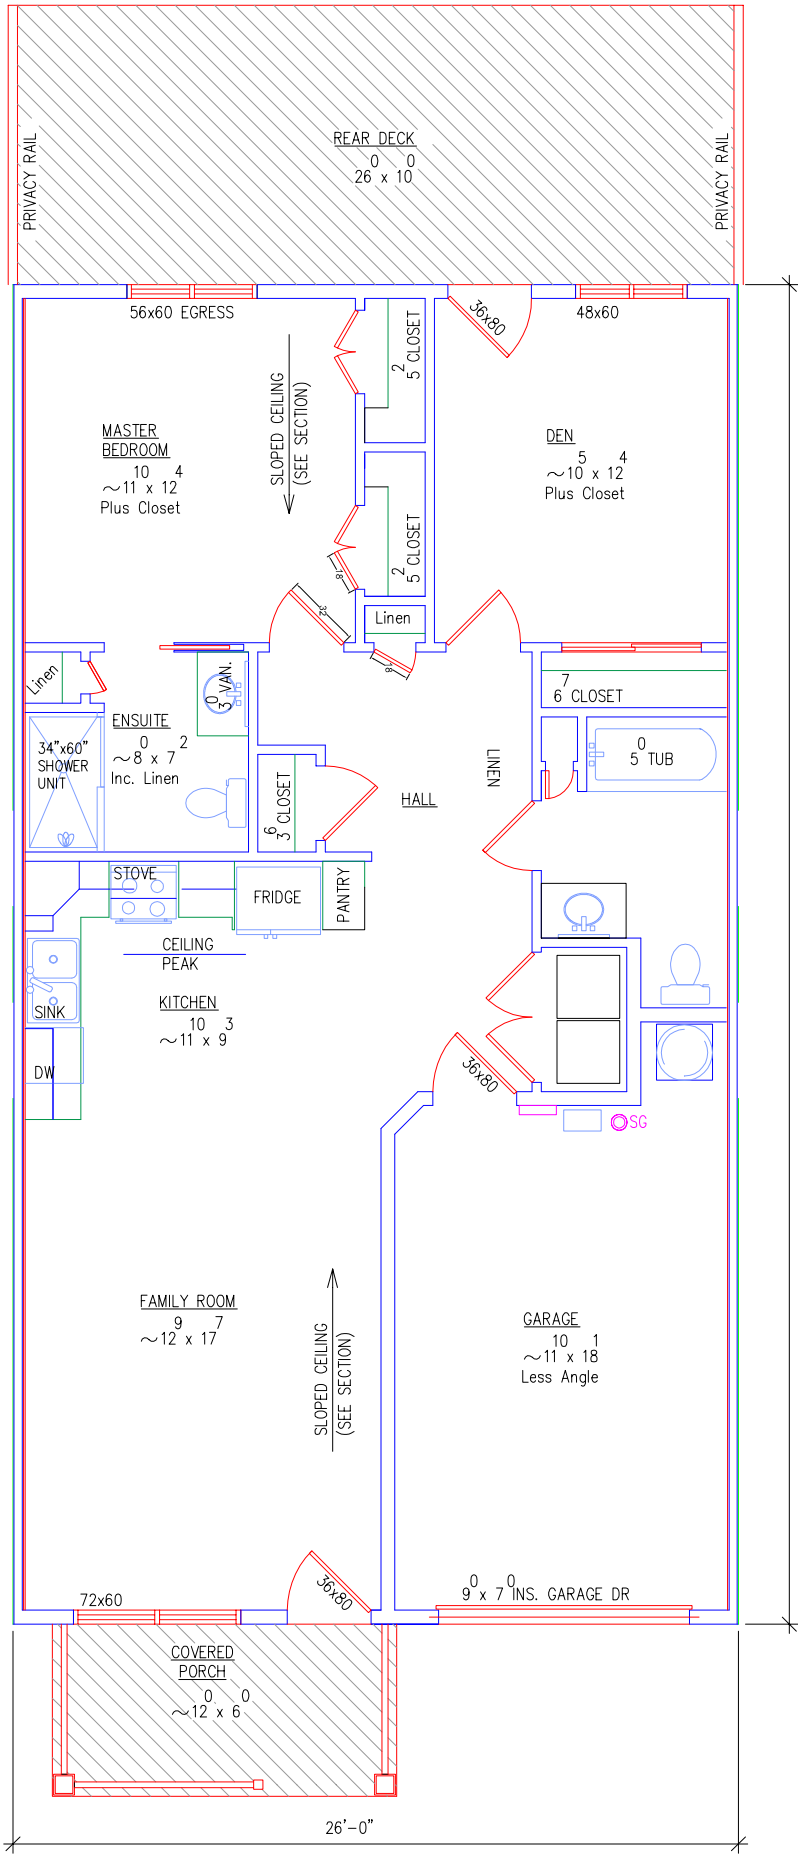 REAR DECK
0 0
26 x 10
PRIVACY RAIL
PRIVACY RAIL
56x60 EGRESS
36x80
48x60
2
5 CLOSET
SLOPED CEILING
(SEE SECTION)
MASTER
BEDROOM
10 4
~11 x 12
Plus Closet
DEN
5 4
~10 x 12
Plus Closet
2
5 CLOSET
18
32
Linen
18
Linen
0
3 VAN.
7
6 CLOSET
ENSUITE
0 2
~8 x 7
Inc. Linen
34"x60"
SHOWER
UNIT
LINEN
0
5 TUB
6
3 CLOSET
HALL
STOVE
FRIDGE
PANTRY
CEILING
PEAK
KITCHEN
10 3
~11 x 9
SINK
DW
36x80
SG
FAMILY ROOM
9 7
~12 x 17
SLOPED CEILING
(SEE SECTION)
GARAGE
10 1
~11 x 18
Less Angle
72x60
36x80
0 0
9 x 7 INS. GARAGE DR
COVERED
PORCH
0 0
~12 x 6
26'-0"